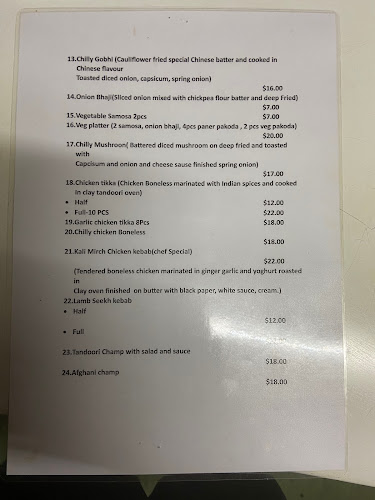 13.Chilly Gobhi (Cauliflower fried special Chinese batter and cooked in
Chinese flavour
Toasted diced onion, capsicum, spring onion)
$16.00
14.Onion Bhaji(Sliced onion mixed with chickpea flour batter and deep Fried)
$7.00
15.Vegetable Samosa 2pcs $7.00
16.Veg platter (2 samosa, onion bhaji, 4pcs paner pakoda , 2 pcs veg pakoda)
$20.00
17.Chilly Mushroon( Battered diced mushroom on deep fried and toasted
with
Capcisum and onion and cheese sause finished spring onion)
$17.00
18.Chicken tikka (Chicken Boneless marinated with Indian spices and cooked
in clay tandoori oven)
• Half $12.00
• Full-10 PCS $22.00
19.Garlic chicken tikka 8Pcs $18.00
20.Chilly chicken Boneless
$18.00
21.Kali Mirch Chicken kebab(chef Special)
$22.00
(Tendered boneless chicken marinated in ginger garlic and yoghurt roasted
in
Clay oven finished on butter with black paper, white sauce, cream.)
22.Lamb Seekh kebab
• Half
$12.00
• Full
23.Tandoori Champ with salad and sauce
$18.00
24.Afghani champ
$18.00